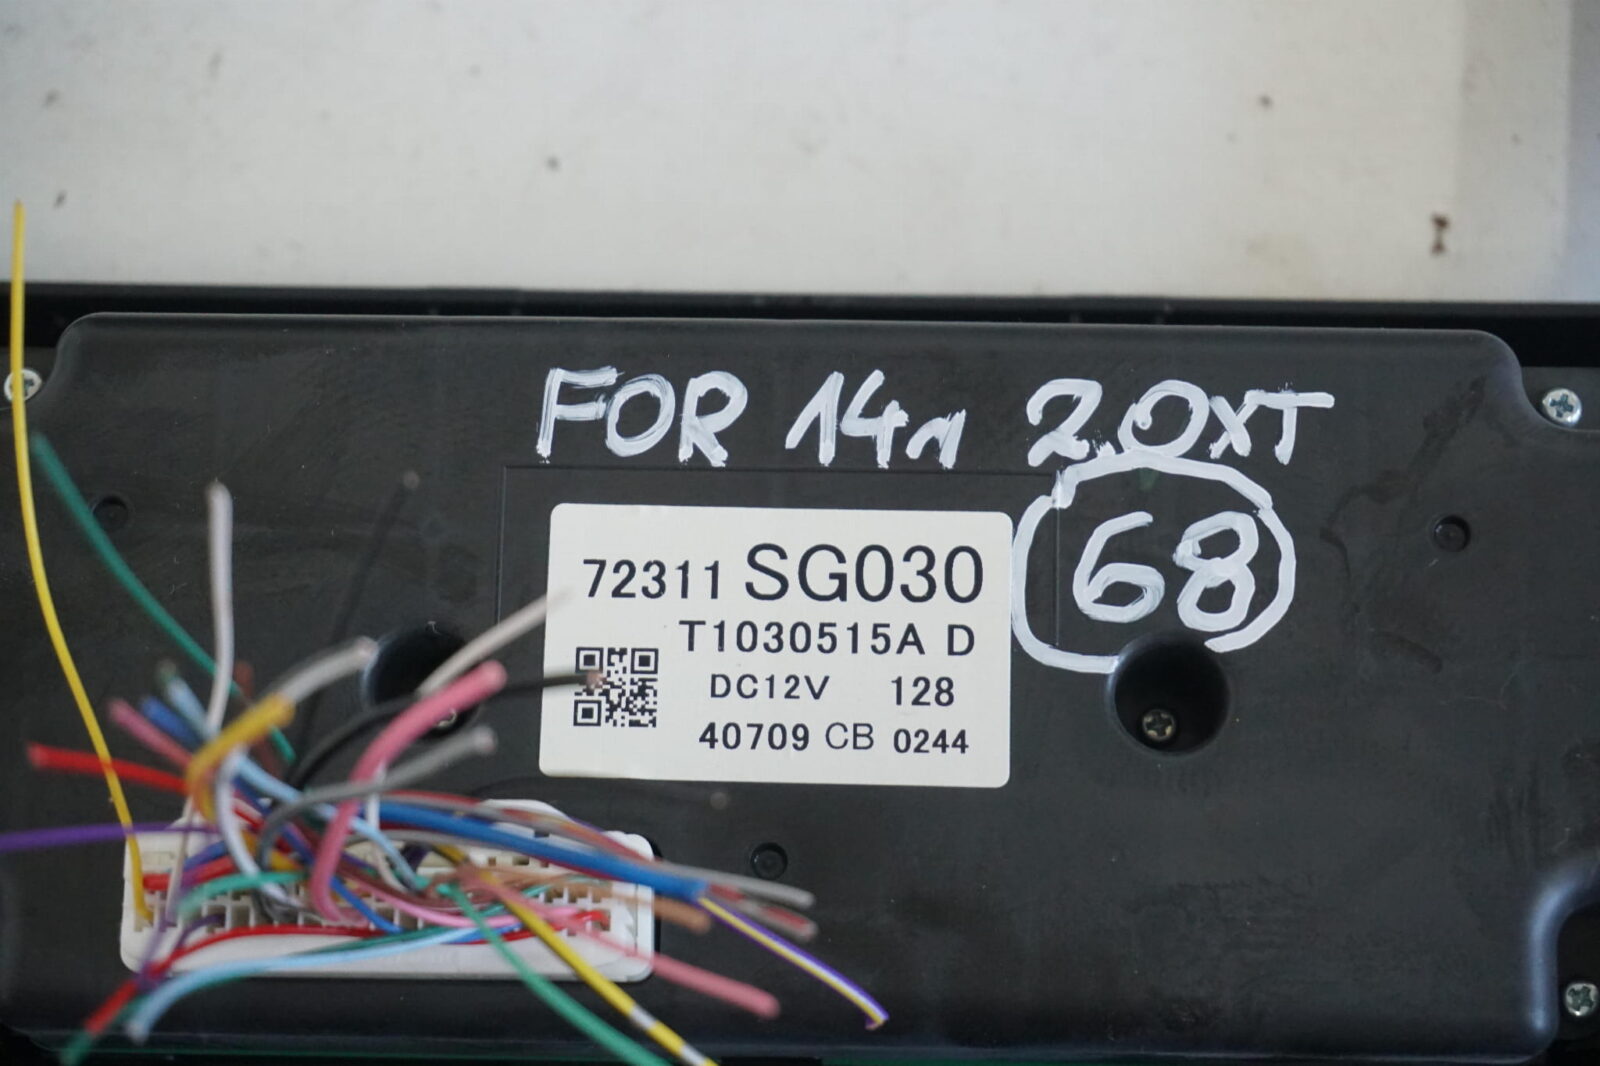 FOR 14r 2.0XT
68
72311 SG030
T1030515A D
DC12V 128
40709 CB 0244